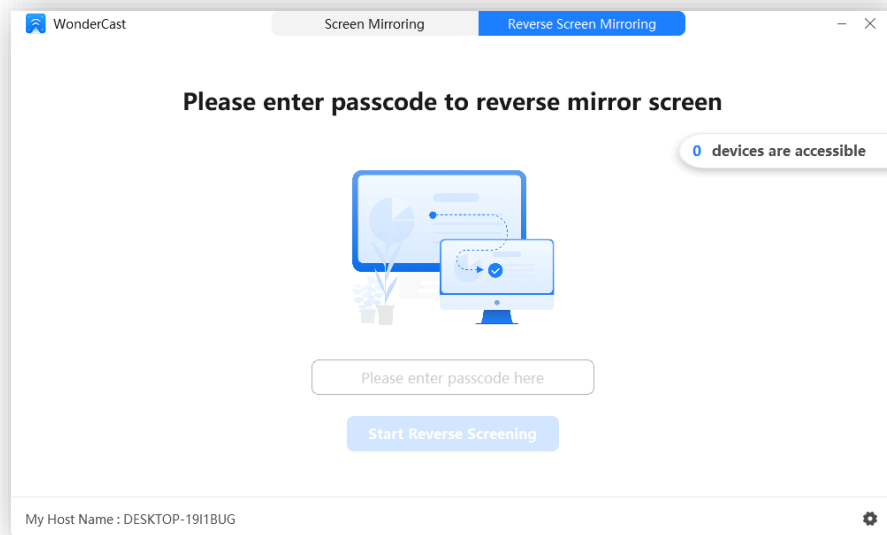 WonderCast
Screen Mirroring
Reverse Screen Mirroring
Please enter passcode to reverse mirror screen
0 devices are accessible
Please enter passcode here
Start Reverse Screening
My Host Name : DESKTOP-19I1BUG